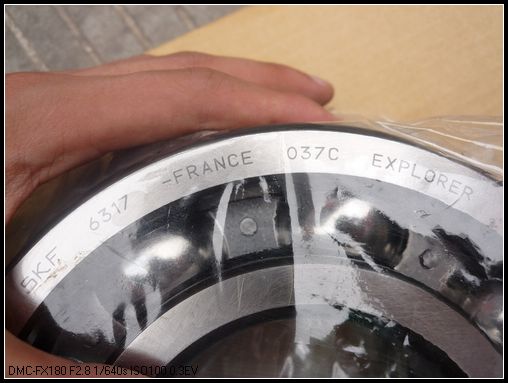 SKF 6317 -FRANCE 037C EXPLORER
DMC-FX180 F2.8 1/640s ISO100 0.3EV